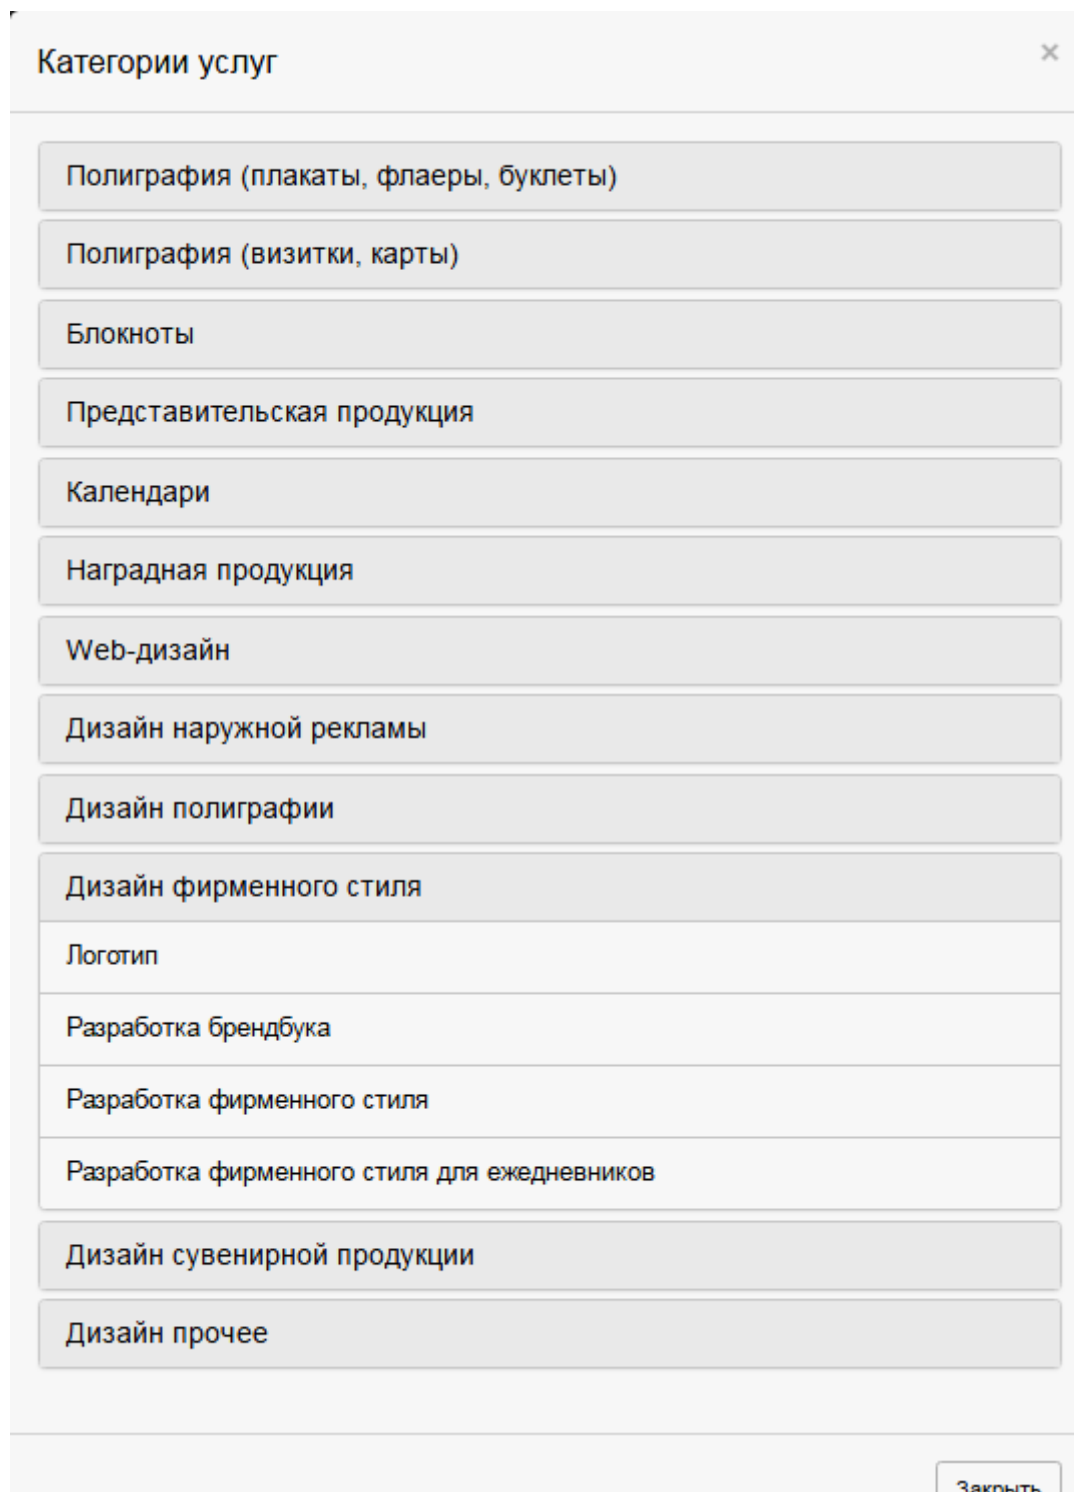 Категории услуг
×
Полиграфия (плакаты, флаеры, буклеты)
Полиграфия (визитки, карты)
Блокноты
Представительская продукция
Календари
Наградная продукция
Web-дизайн
Дизайн наружной рекламы
Дизайн полиграфии
Дизайн фирменного стиля
Логотип
Разработка брендбука
Разработка фирменного стиля
Разработка фирменного стиля для ежедневников
Дизайн сувенирной продукции
Дизайн прочее
Закрыть